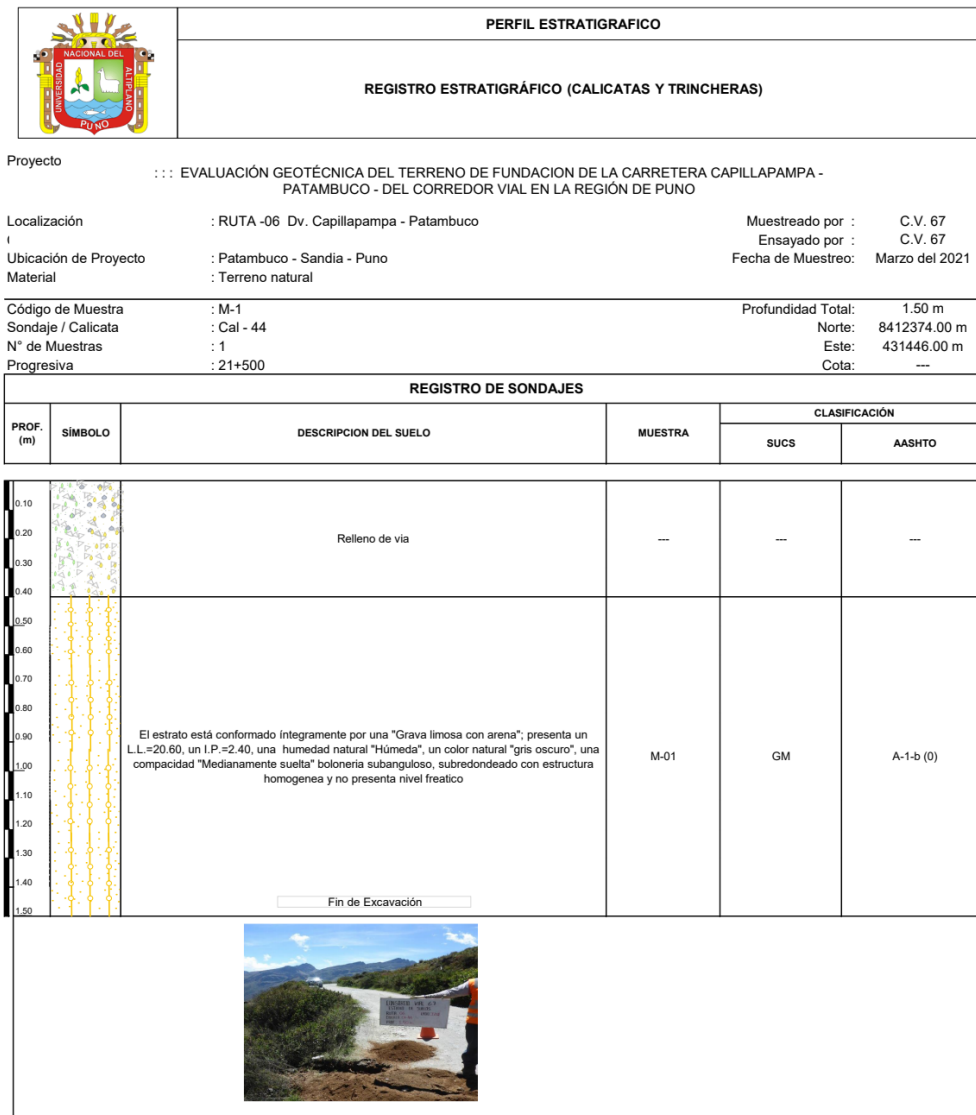 NACIONAL DEL
UNIVERSIDAD
ALTIPLANO
PUNO
PERFIL ESTRATIGRAFICO
REGISTRO ESTRATIGRÁFICO (CALICATAS Y TRINCHERAS)
Proyecto
: : : EVALUACIÓN GEOTÉCNICA DEL TERRENO DE FUNDACION DE LA CARRETERA CAPILLAPAMPA -
PATAMBUCO - DEL CORREDOR VIAL EN LA REGIÓN DE PUNO
Localización : RUTA -06 Dv. Capillapampa - Patambuco Muestreado por : C.V. 67
Ensayado por : C.V. 67
Ubicación de Proyecto : Patambuco - Sandia - Puno Fecha de Muestreo: Marzo del 2021
Material : Terreno natural
Código de Muestra : M-1 Profundidad Total: 1.50 m
Sondaje / Calicata : Cal - 44 Norte: 8412374.00 m
N° de Muestras : 1 Este: 431446.00 m
Progresiva : 21+500 Cota: ---
REGISTRO DE SONDAJES
PROF. (m) SÍMBOLO DESCRIPCION DEL SUELO MUESTRA CLASIFICACIÓN
SUCS AASHTO
0.10
0.20
0.30
0.40
Relleno de via --- --- ---
0.50
0.60
0.70
0.80
0.90
1.00
1.10
1.20
1.30
1.40
1.50
El estrato está conformado íntegramente por una "Grava limosa con arena"; presenta un
L.L.=20.60, un I.P.=2.40, una humedad natural "Húmeda", un color natural "gris oscuro", una
compacidad "Medianamente suelta" boloneria subanguloso, subredondeado con estructura
homogenea y no presenta nivel freatico
M-01 GM A-1-b (0)
Fin de Excavación